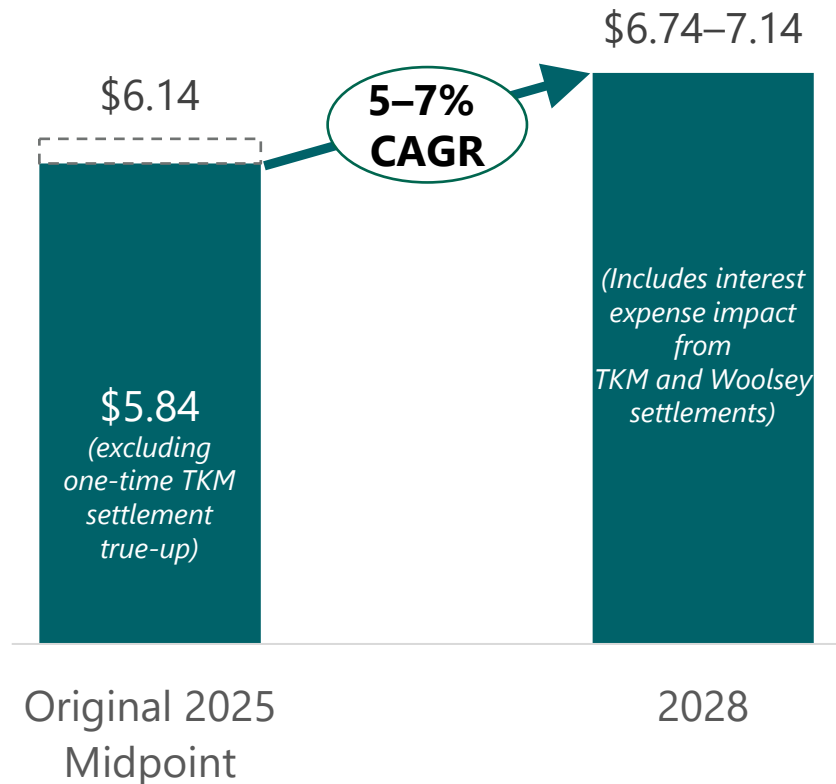 $6.74–7.14
$6.14
5–7%
CAGR
$5.84
(excluding
one-time TKM
settlement
true-up)
(Includes interest
expense impact
from
TKM and Woolsey
settlements)
Original 2025
Midpoint
2028